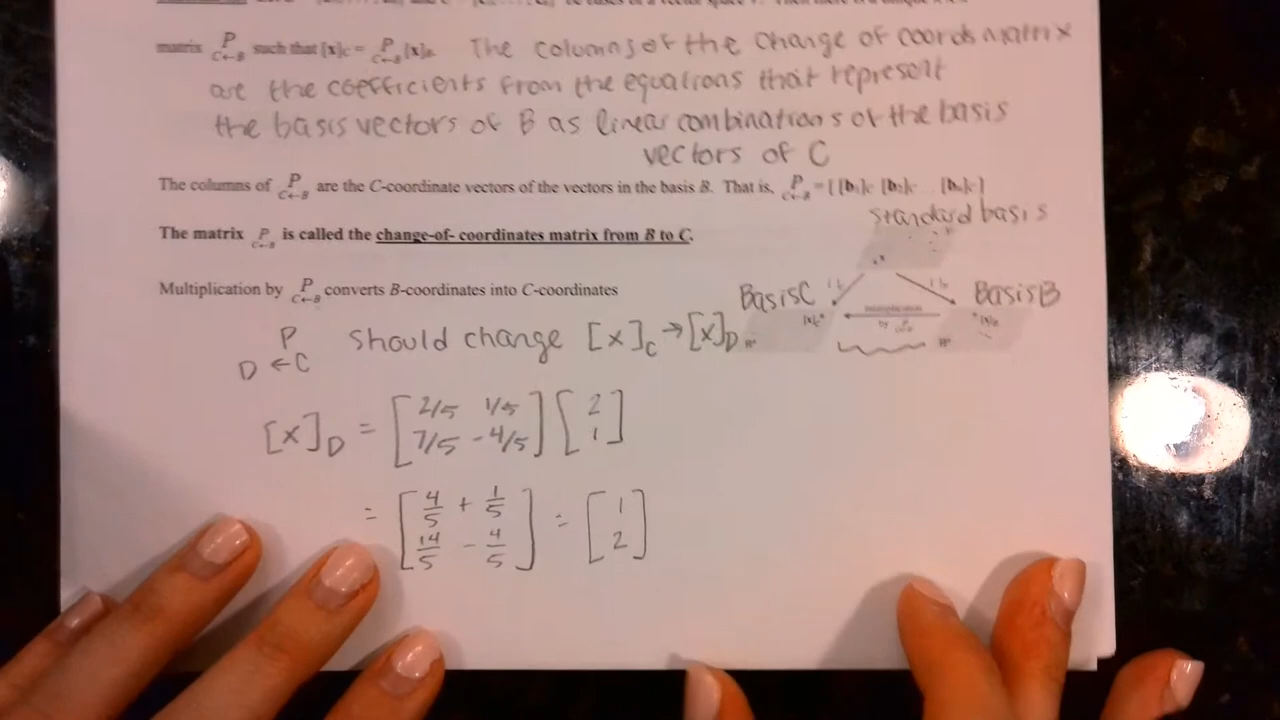 matrix P C←B such that [x]C = P C←B [x]B. The columns of the change of coords matrix
are the coefficients from the equations that represent
the basis vectors of B as linear combinations of the basis
vectors of C
The columns of P C←B are the C-coordinate vectors of the vectors in the basis B. That is, P C←B = [ [b₁]C [b₂]C [bₙ]C ]
standard basis
The matrix P C←B is called the change-of- coordinates matrix from B to C.
Multiplication by P C←B converts B-coordinates into C-coordinates
Basis C
Basis B
[x]C
multiplication
by P C←B
[x]B
P D←C should change [x]C → [x]D
[x]D = [2/5 1/5
7/5 -4/5] [2
1]
= [4/5 + 1/5
14/5 - 4/5] = [1
2]